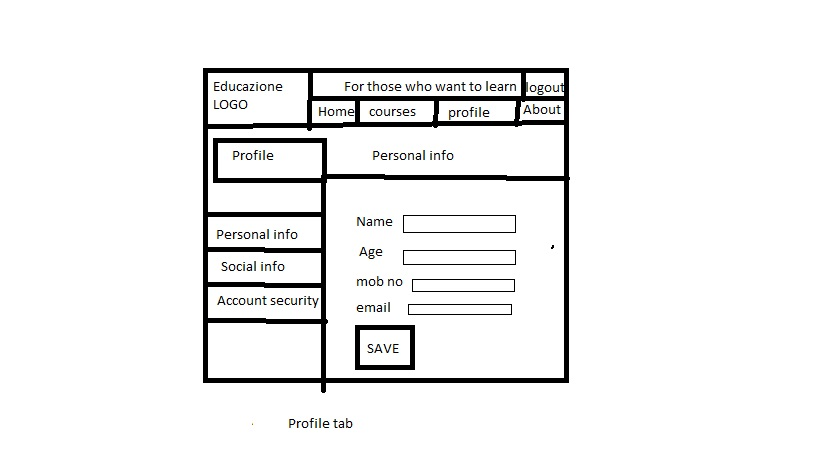 Educazione
LOGO
For those who want to learn
logout
Home
courses
profile
About
Profile
Personal info
Personal info
Social info
Account security
Name
Age
mob no
email
SAVE
Profile tab